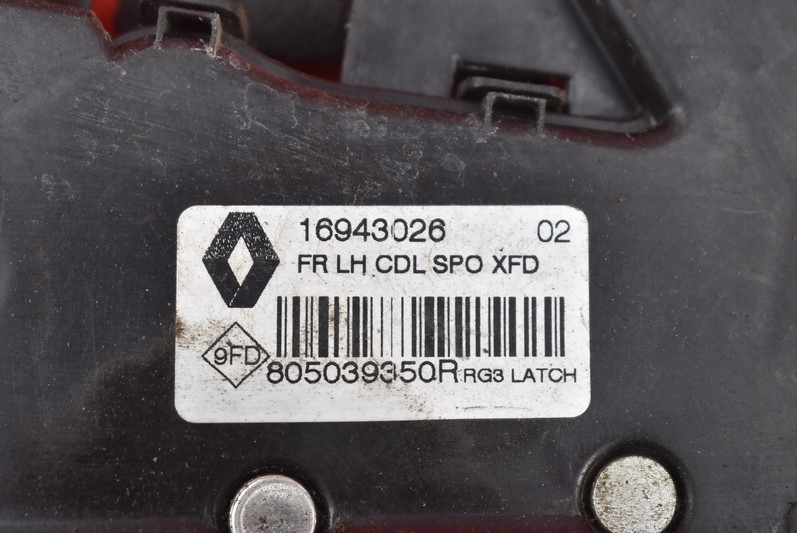 16943026 02
FR LH CDL SPO XFD
9FD
805039350R RG3 LATCH